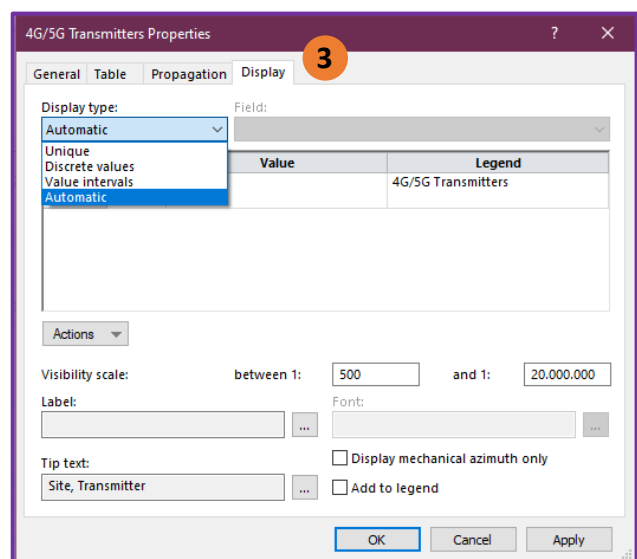 4G/5G Transmitters Properties ? ×
3
General Table Propagation Display
Display type: Field:
Automatic
Unique
Discrete values
Value intervals
Automatic
Value Legend
4G/5G Transmitters
Actions
Visibility scale: between 1: 500 and 1: 20.000.000
Label: Font:
... ...
Tip text: Display mechanical azimuth only
Site, Transmitter ... Add to legend
OK Cancel Apply